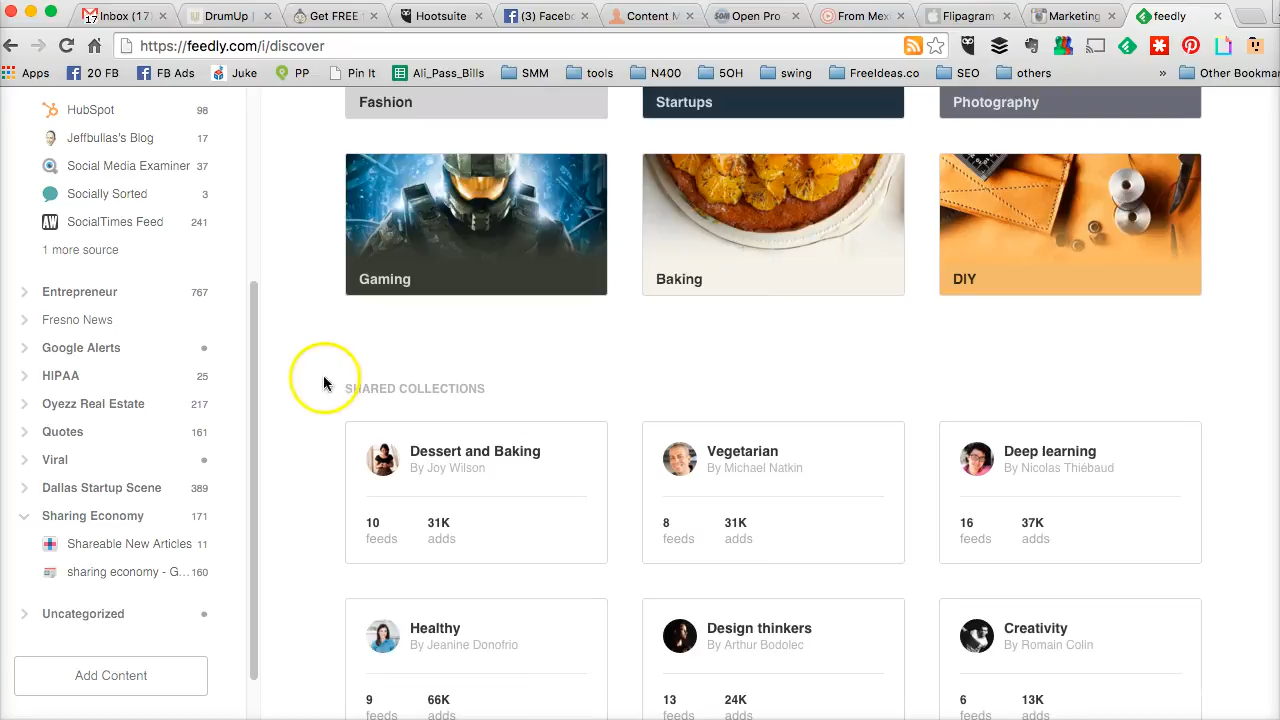 Inbox (17
DrumUp
Get FREE
Hootsuite
(3) Faceb
Content M
Open Pro
From Mex
Flipagram
Marketing
feedly
https://feedly.com/i/discover
Apps
20 FB
FB Ads
Juke
PP
Pin It
Ali_Pass_Bill
SMM
tools
N400
5OH
swing
FreeIdeas.co
SEO
others
»
Other Bookma
HubSpot 98
Jeffbullas's Blog 17
Social Media Examiner 37
Socially Sorted 3
SocialTimes Feed 241
1 more source
Entrepreneur 767
Fresno News
Google Alerts
HIPAA 25
Oyezz Real Estate 217
Quotes 161
Viral
Dallas Startup Scene 389
Sharing Economy 171
Shareable New Articles 11
sharing economy - G... 160
Uncategorized
Add Content
Fashion
Startups
Photography
Gaming
Baking
DIY
SHARED COLLECTIONS
Dessert and Baking
By Joy Wilson
10 31K
feeds adds
Vegetarian
By Michael Natkin
8 31K
feeds adds
Deep learning
By Nicolas Thiébaud
16 37K
feeds adds
Healthy
By Jeanine Donofrio
9 66K
feeds adds
Design thinkers
By Arthur Bodolec
13 24K
feeds adds
Creativity
By Romain Colin
6 13K
feeds adds